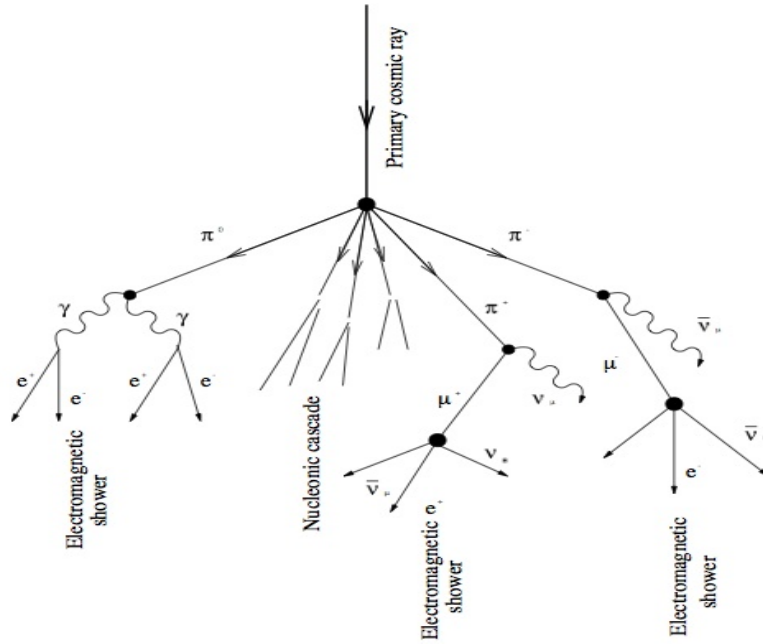 Primary cosmic ray
π⁰
π⁻
γ
γ
π⁺
ν̄μ
μ⁻
e⁺
e⁻
e⁺
e⁻
μ⁺
νμ
ν̄
νe
ν̄μ
e⁻
e⁺
Electromagnetic
shower
Nucleonic cascade
Electromagnetic
shower
Electromagnetic
shower